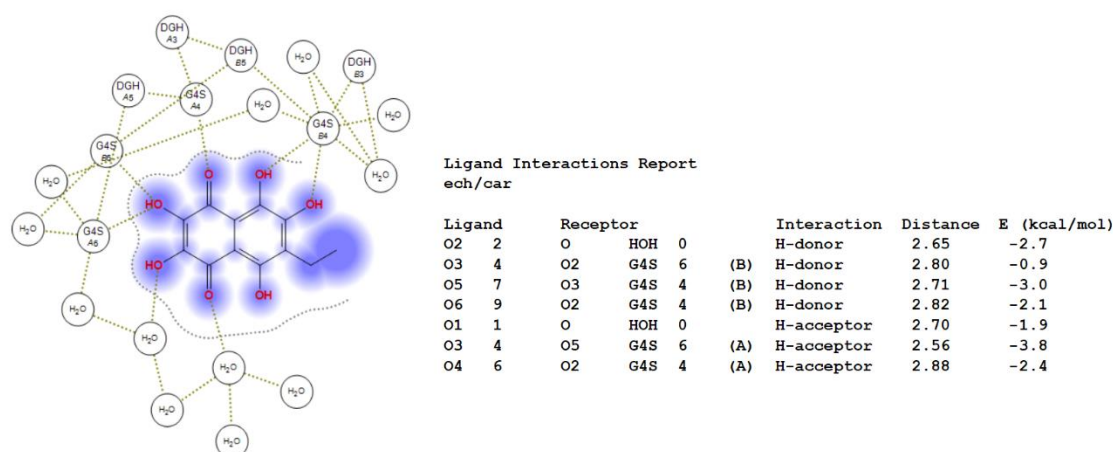 DGH
A3
DGH
B5
H₂O
DGH
B3
DGH
A5
G4S
A4
H₂O
G4S
B4
H₂O
G4S
B6
H₂O
H₂O
O
OH
OH
HO
H₂O
G4S
A6
HO
O
OH
H₂O
H₂O
H₂O
H₂O
H₂O
H₂O
Ligand Interactions Report
ech/car
Ligand Receptor Interaction Distance E (kcal/mol)
O2 2 O HOH 0 H-donor 2.65 -2.7
O3 4 O2 G4S 6 (B) H-donor 2.80 -0.9
O5 7 O3 G4S 4 (B) H-donor 2.71 -3.0
O6 9 O2 G4S 4 (B) H-donor 2.82 -2.1
O1 1 O HOH 0 H-acceptor 2.70 -1.9
O3 4 O5 G4S 6 (A) H-acceptor 2.56 -3.8
O4 6 O2 G4S 4 (A) H-acceptor 2.88 -2.4